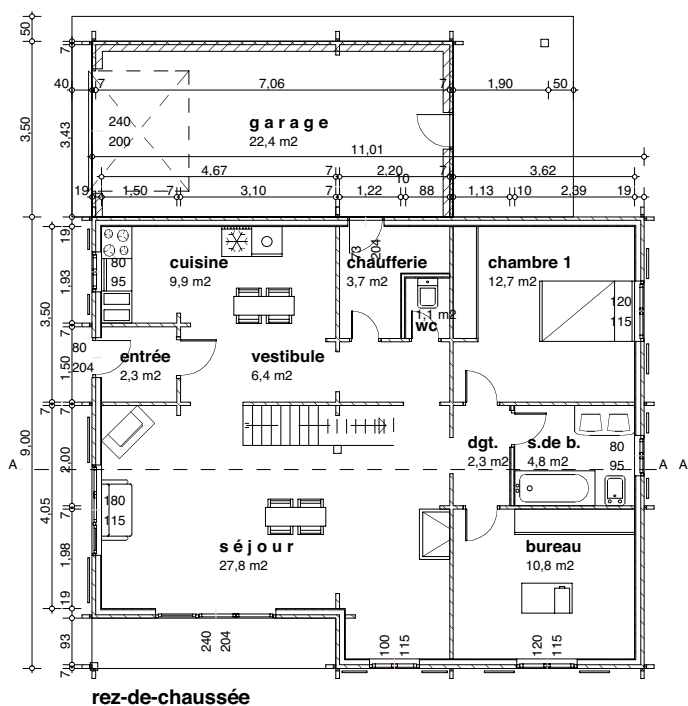 50
7
40
7
7,06
7
1,90
50
240
200
garage
22,4 m2
3,50
3,43
11,01
4,67
7
2,20
7
3,62
10
19
1,50
7
3,10
7
1,22
88
1,13
10
2,39
19
19
80
95
cuisine
9,9 m2
73
204
chaufferie
3,7 m2
chambre 1
12,7 m2
1,93
3,50
120
115
1,1 m2
wc
7
80
204
entrée
2,3 m2
vestibule
6,4 m2
1,50
7
7
9,00
2,00
dgt.
2,3 m2
s.de b.
4,8 m2
80
95
A
A
A
180
115
4,05
7
séjour
27,8 m2
bureau
10,8 m2
1,98
19
93
240
204
100
115
120
115
7
rez-de-chaussée